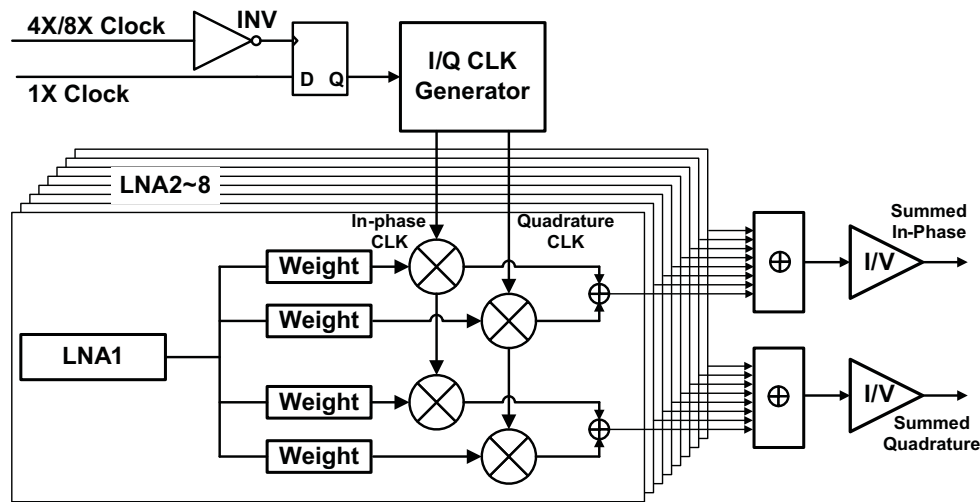 4X/8X Clock
INV
D Q
1X Clock
I/Q CLK
Generator
LNA2~8
In-phase
CLK
Quadrature
CLK
Weight
Weight
LNA1
Weight
Weight
Summed
In-Phase
I/V
I/V
Summed
Quadrature